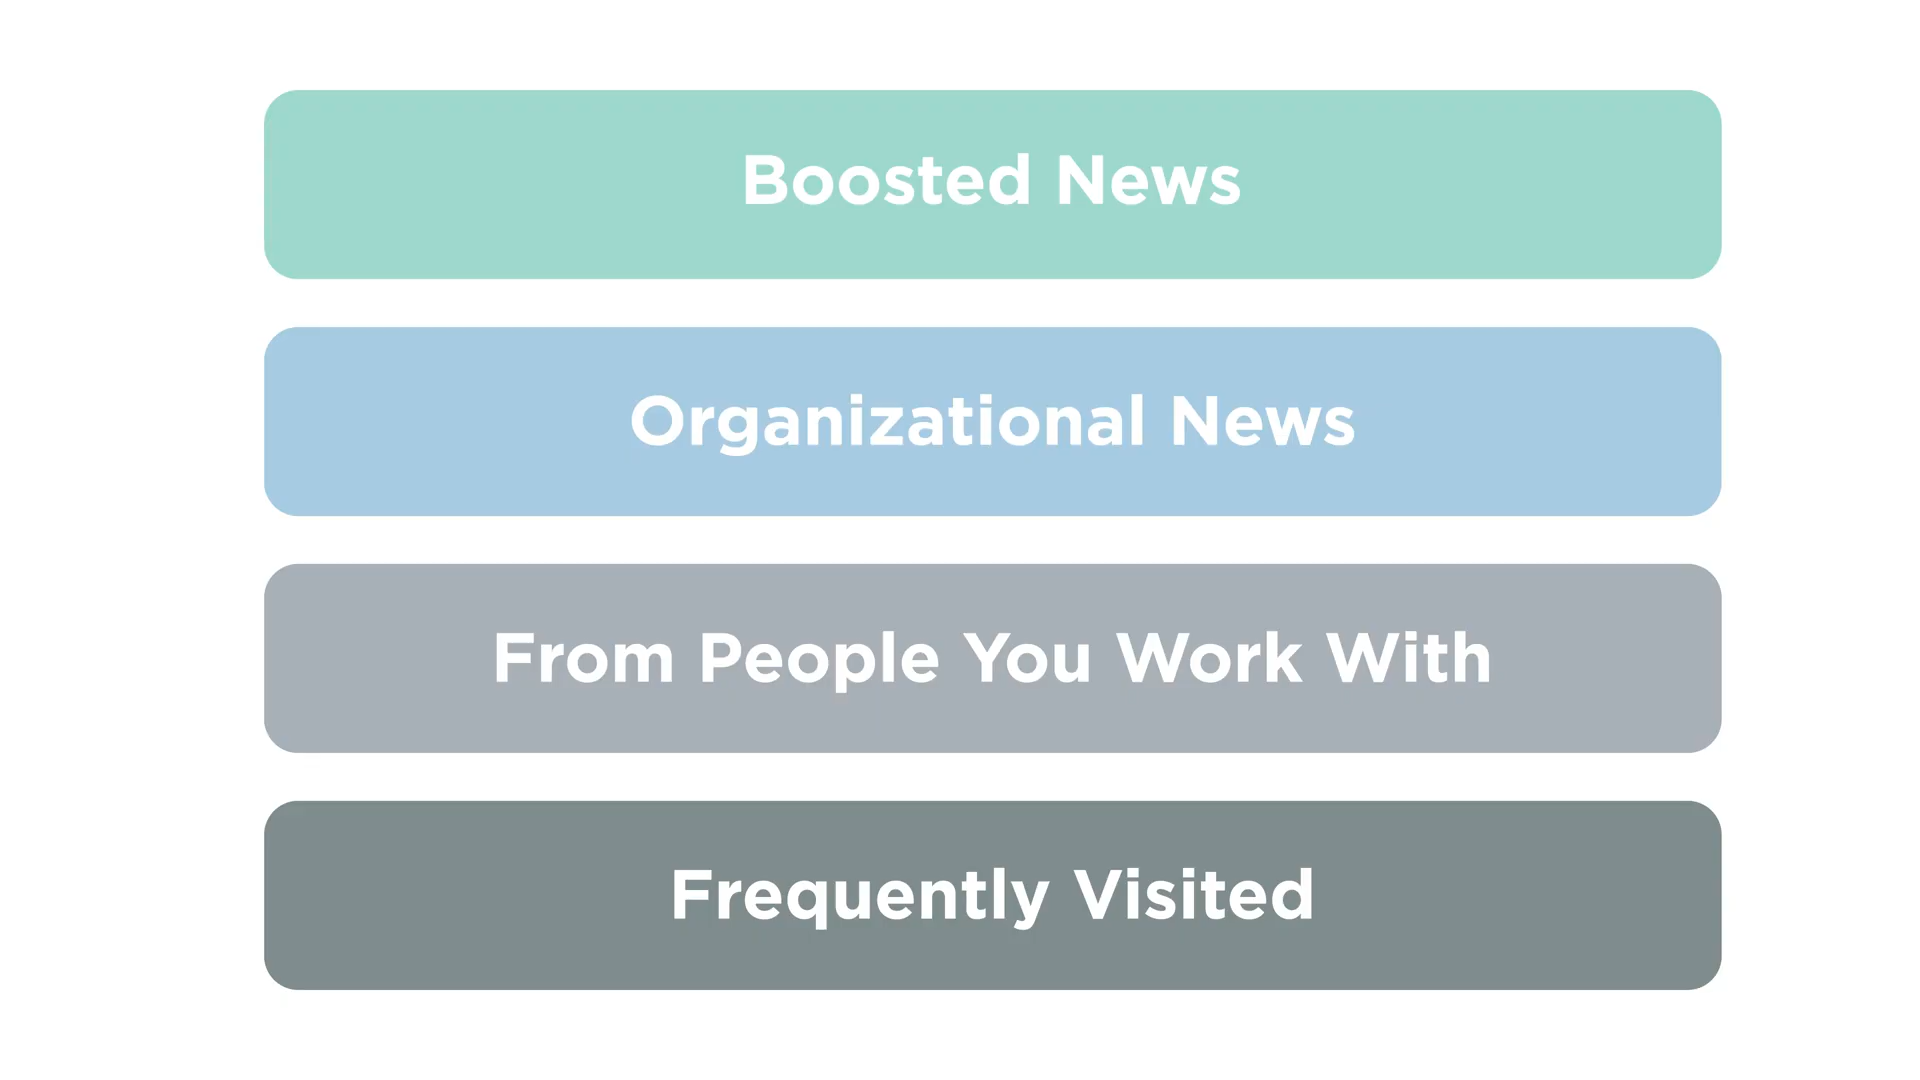 Boosted News
Organizational News
From People You Work With
Frequently Visited